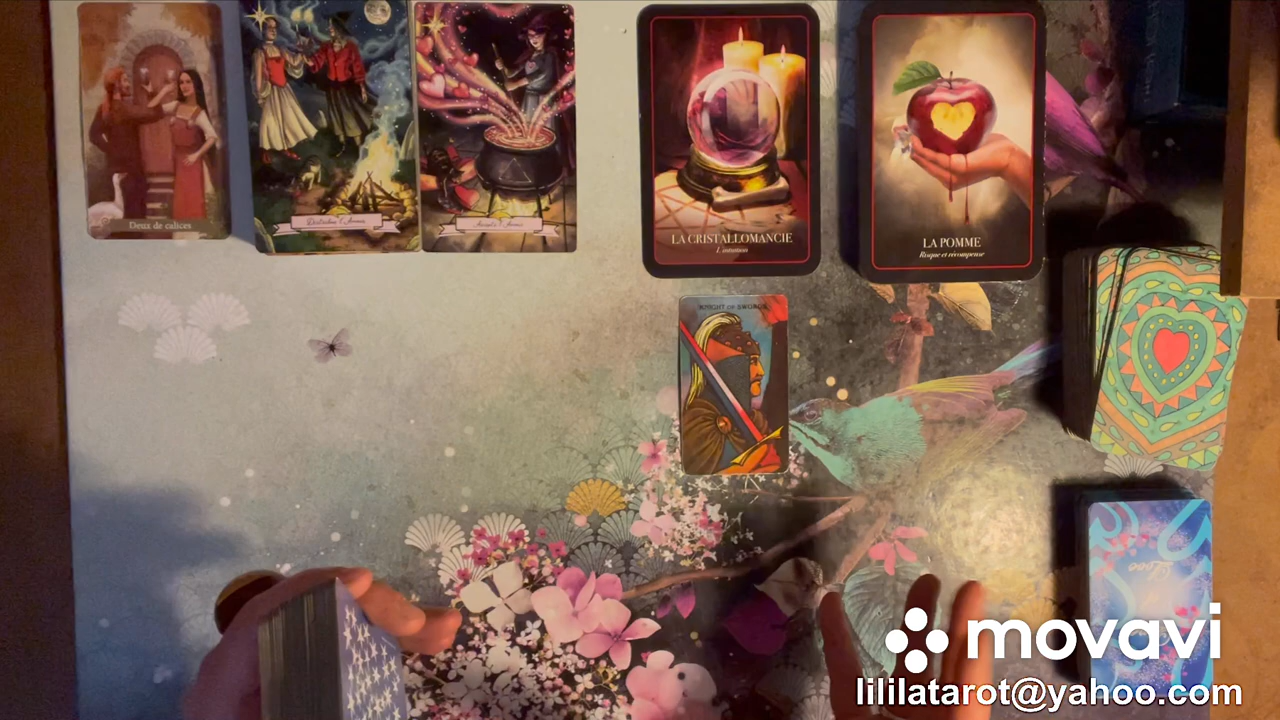 Deux de calices
LA CRISTALLOMANCIE
L'intuition
LA POMME
Risque et récompense
KNIGHT OF SWORDS
movavi
lililatarot@yahoo.com